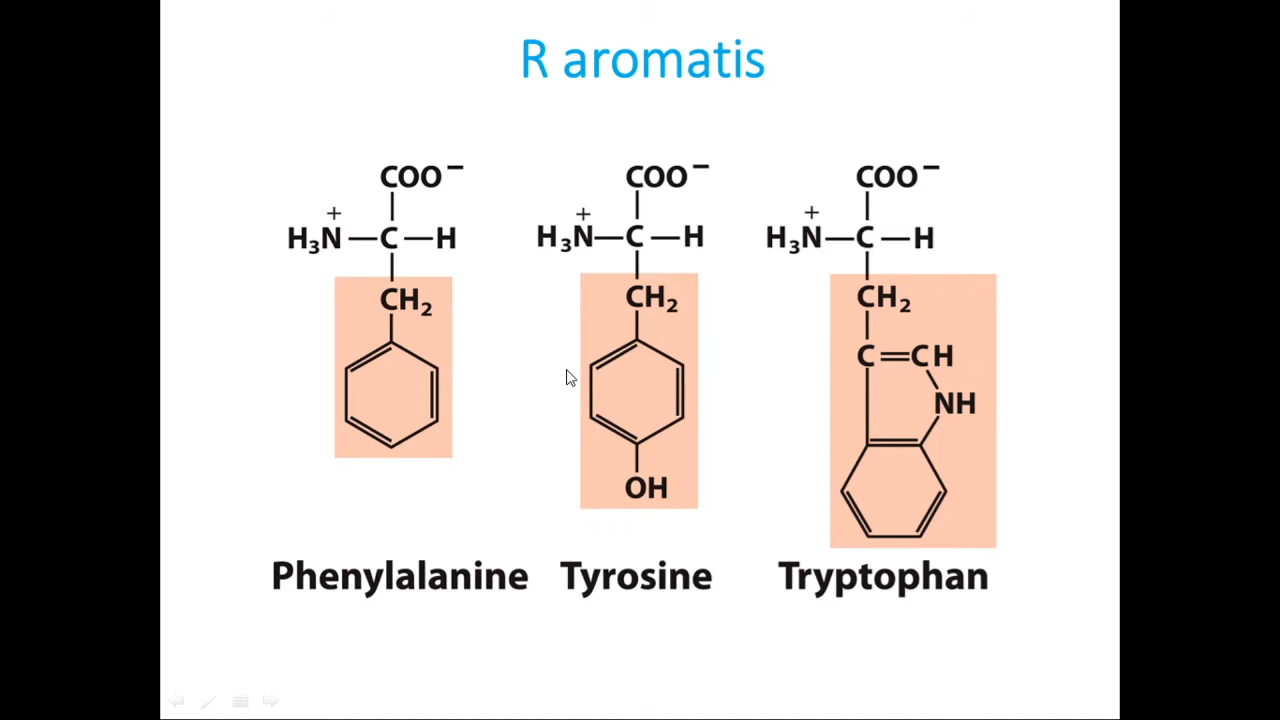 R aromatis
COO⁻ COO⁻ COO⁻
+ + +
H₃N—C—H H₃N—C—H H₃N—C—H
CH₂ CH₂ CH₂
C=CH
NH
OH
Phenylalanine Tyrosine Tryptophan